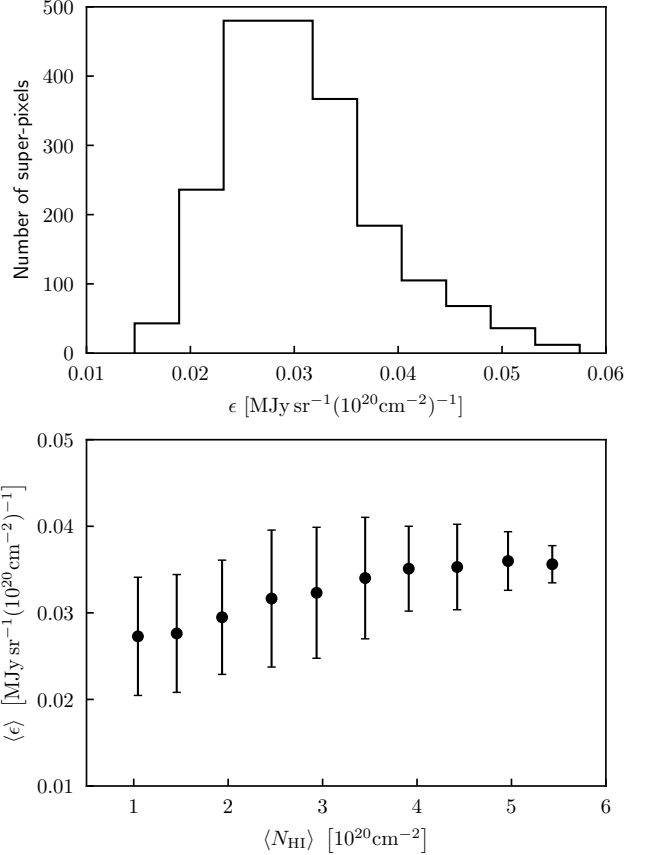 500
400
300
200
100
0
Number of super-pixels
0.01 0.02 0.03 0.04 0.05 0.06
ϵ [MJy sr⁻¹(10²⁰cm⁻²)⁻¹]
0.05
0.04
0.03
0.02
0.01
⟨ϵ⟩ [MJy sr⁻¹(10²⁰cm⁻²)⁻¹]
1 2 3 4 5 6
⟨N_HI⟩ [10²⁰cm⁻²]